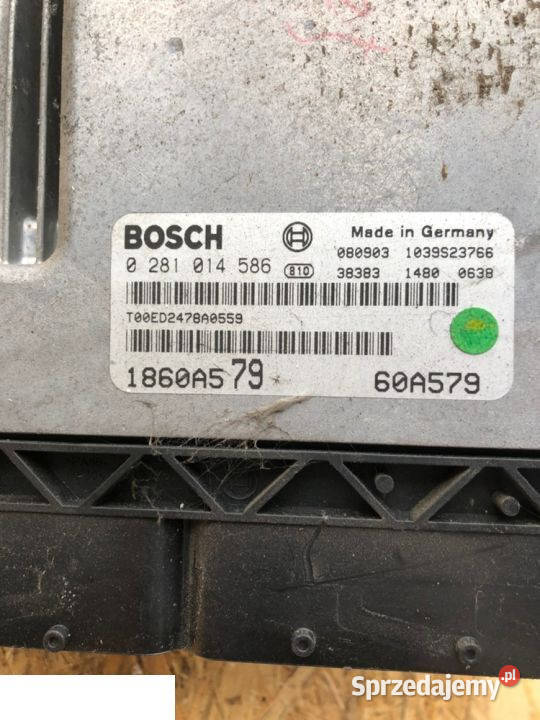 BOSCH Made in Germany
080903 1039S23766
0 281 014 586 810 38383 1480 0638
T00ED2478A0559
1860A579 60A579
Sprzedajemy.pl